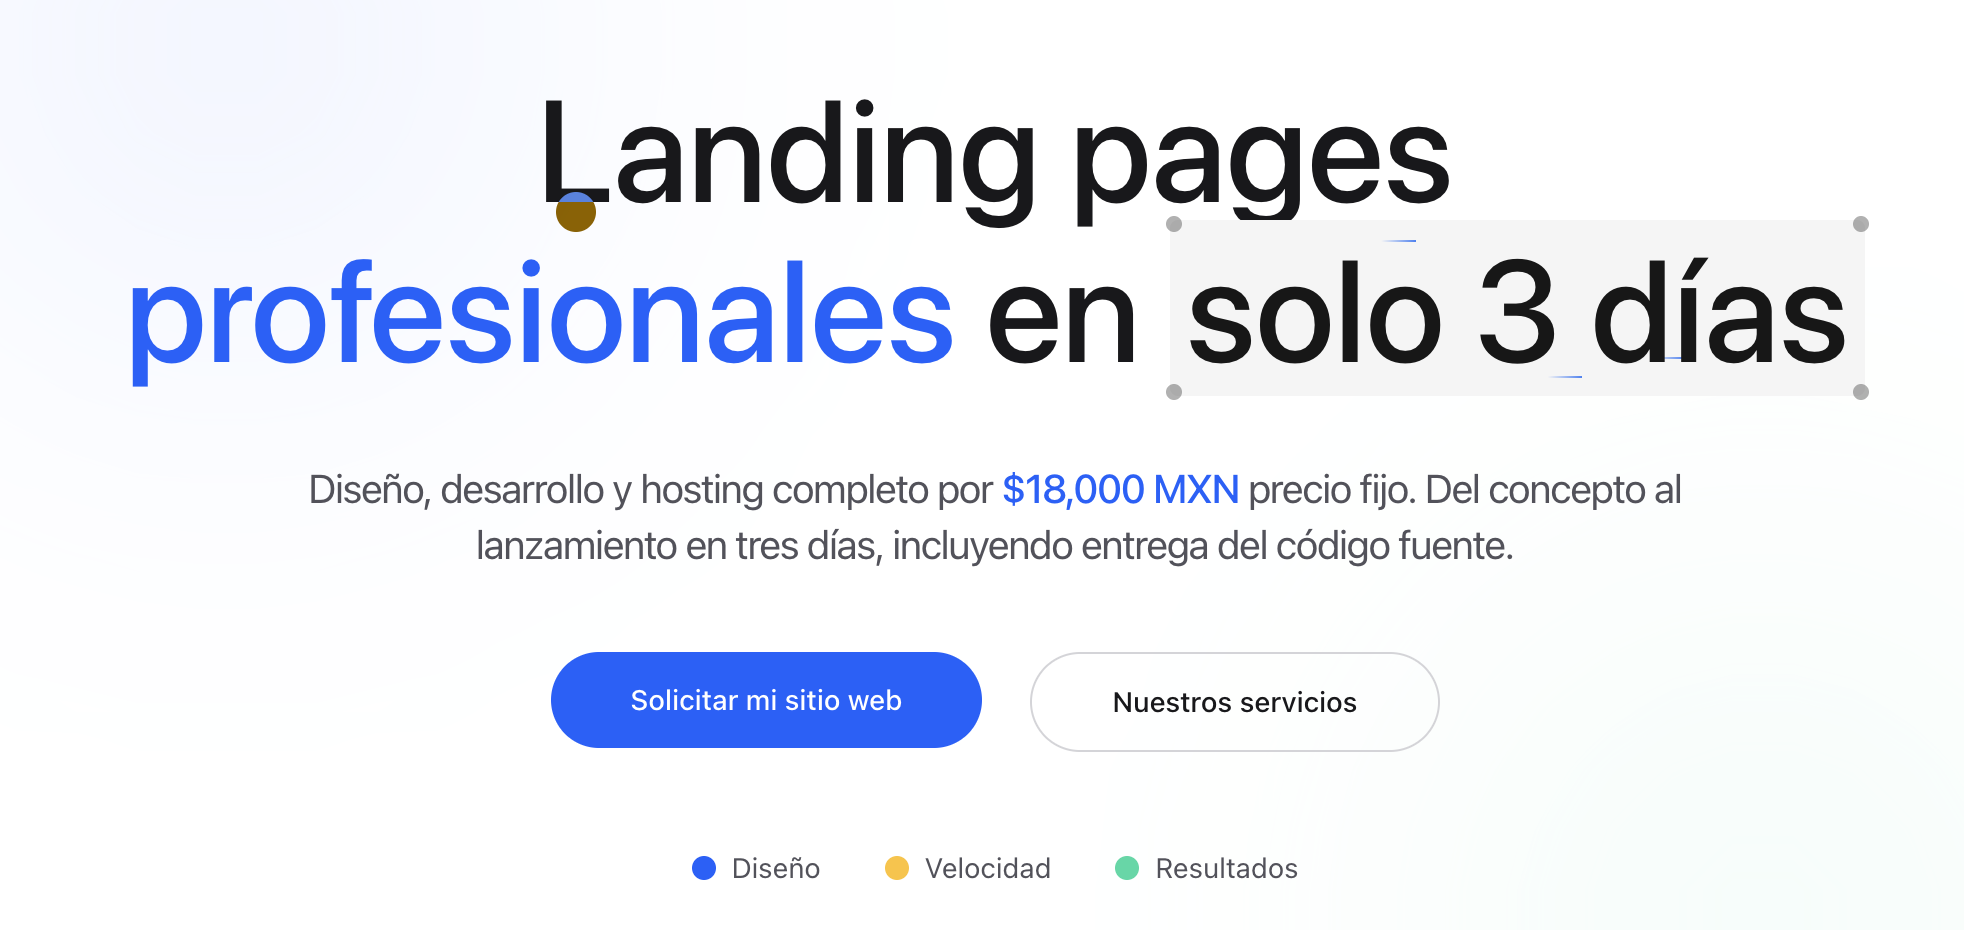 Landing pages
profesionales en solo 3 días
Diseño, desarrollo y hosting completo por $18,000 MXN precio fijo. Del concepto al
lanzamiento en tres días, incluyendo entrega del código fuente.
Solicitar mi sitio web
Nuestros servicios
Diseño
Velocidad
Resultados